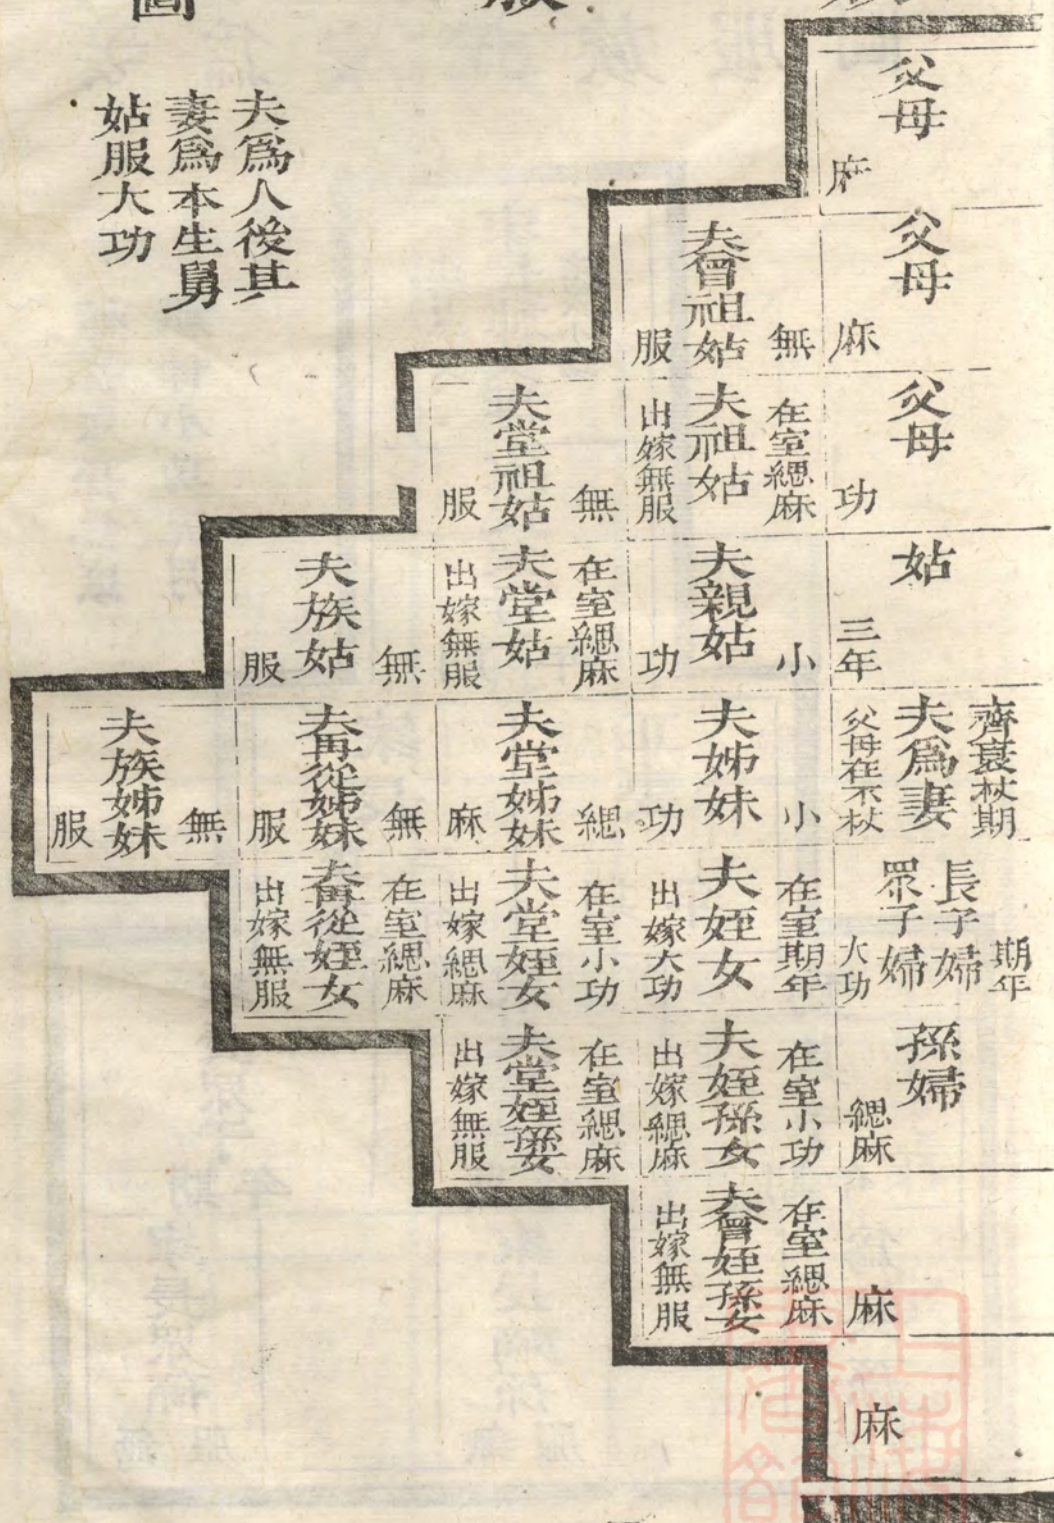 圖
服
父母
麻
父母
麻
無
夫曾祖姑
服
父母
功
在室緦麻
夫祖姑
出嫁無服
無
夫堂祖姑
服
姑
三年
小
夫親姑
功
在室緦麻
夫堂姑
出嫁無服
無
夫族姑
服
齊衰杖期
夫爲妻
父母在不杖
小
夫姊妹
功
緦
夫堂姊妹
麻
無
夫再從姊妹
服
無
夫族姊妹
服
期年
長子婦
眾子婦
大功
在室期年
夫姪女
出嫁大功
在室小功
夫堂姪女
出嫁緦麻
在室緦麻
夫再從姪女
出嫁無服
孫婦
緦麻
在室小功
夫姪孫女
出嫁緦麻
在室緦麻
夫堂姪孫女
出嫁無服
麻
在室緦麻
夫曾姪孫女
出嫁無服
麻
夫爲人後其
妻爲本生舅
姑服大功